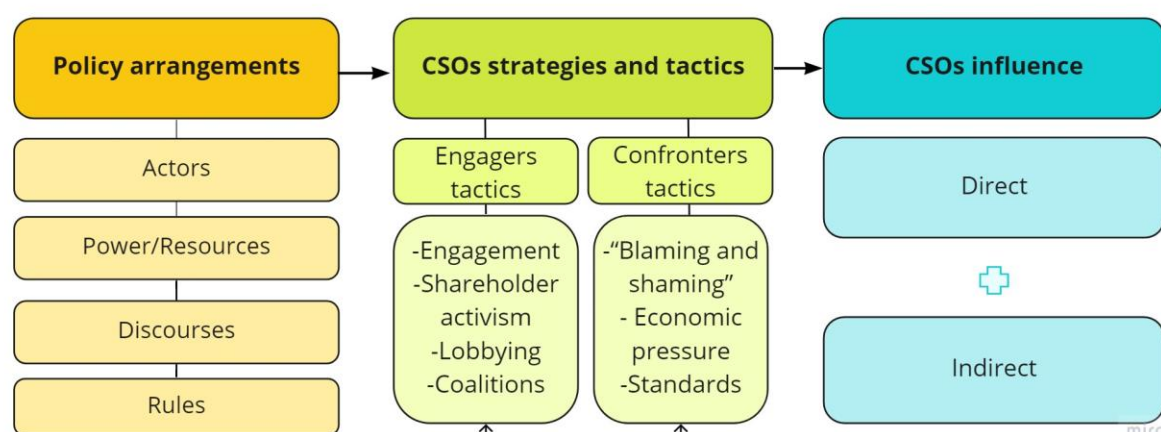 Policy arrangements
Actors
Power/Resources
Discourses
Rules
CSOs strategies and tactics
Engagers
tactics
-Engagement
-Shareholder
activism
-Lobbying
-Coalitions
Confronters
tactics
-“Blaming and
shaming”
- Economic
pressure
-Standards
CSOs influence
Direct
Indirect